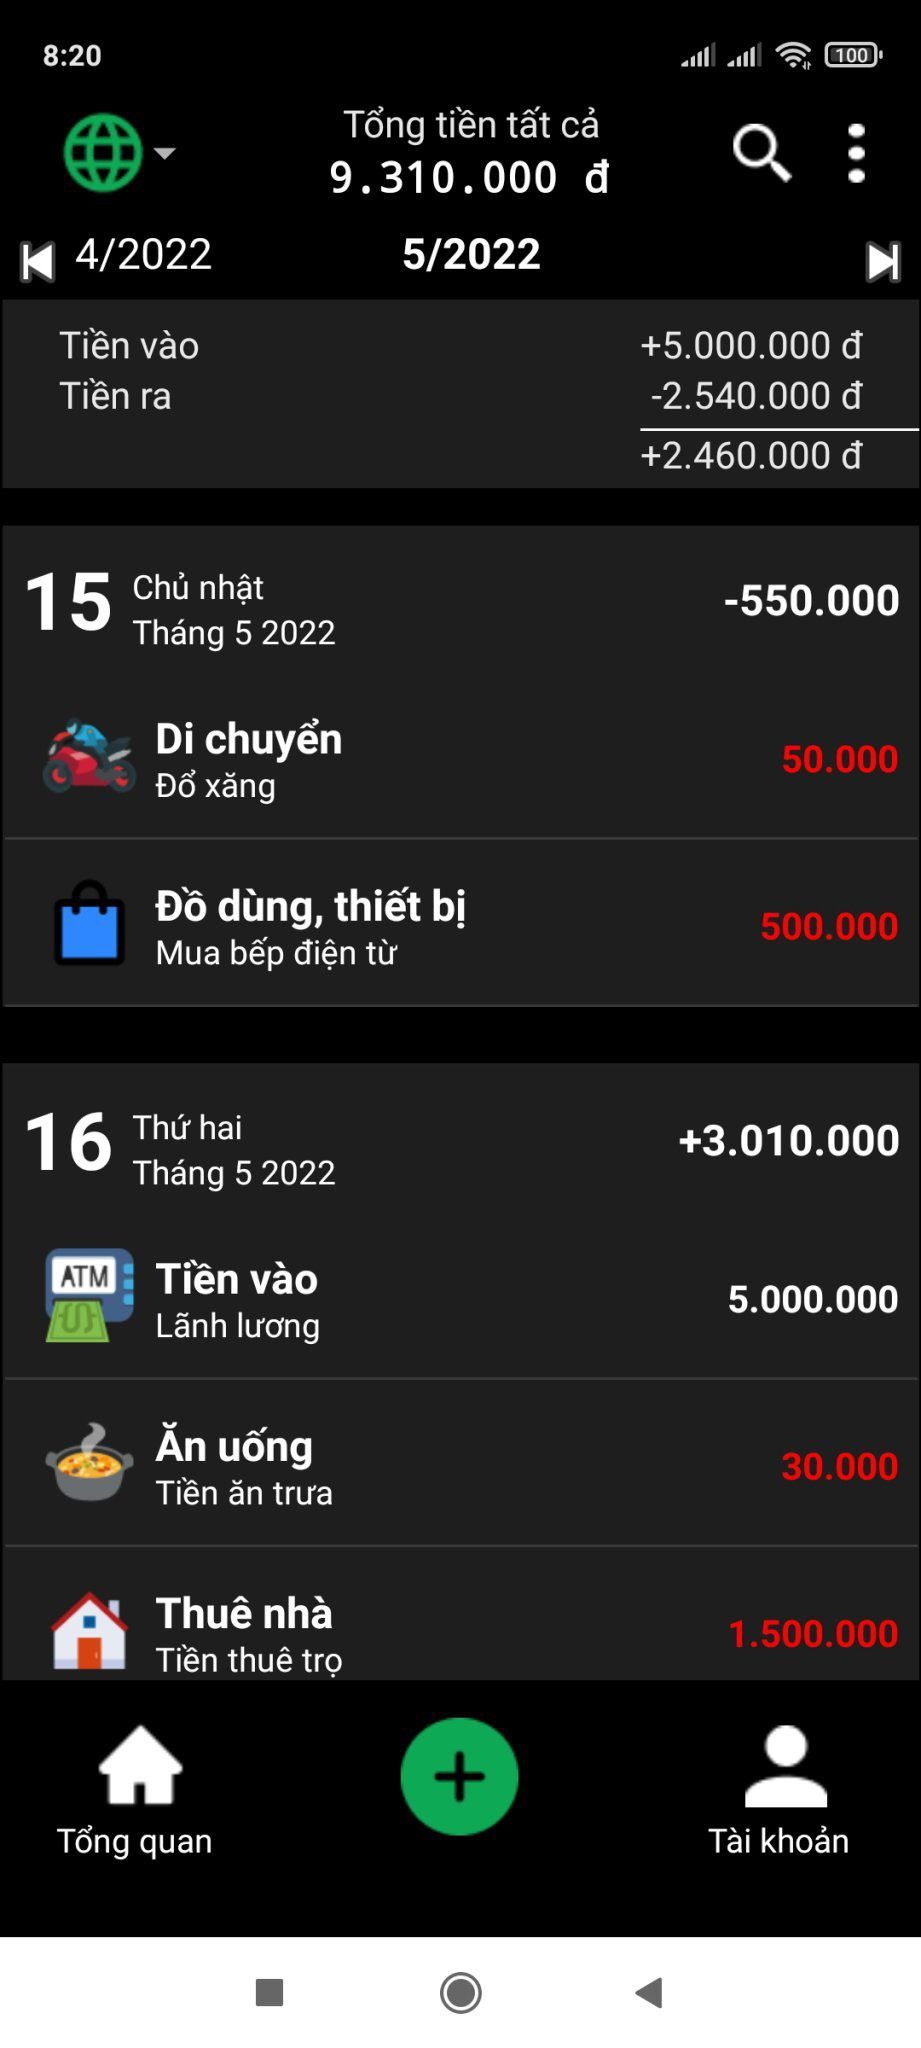 8:20
100
Tổng tiền tất cả
9.310.000 đ
4/2022
5/2022
Tiền vào
+5.000.000 đ
Tiền ra
-2.540.000 đ
+2.460.000 đ
15
Chủ nhật
Tháng 5 2022
-550.000
Di chuyển
Đổ xăng
50.000
Đồ dùng, thiết bị
Mua bếp điện từ
500.000
16
Thứ hai
Tháng 5 2022
+3.010.000
ATM
Tiền vào
Lãnh lương
5.000.000
Ăn uống
Tiền ăn trưa
30.000
Thuê nhà
Tiền thuê trọ
1.500.000
Tổng quan
Tài khoản